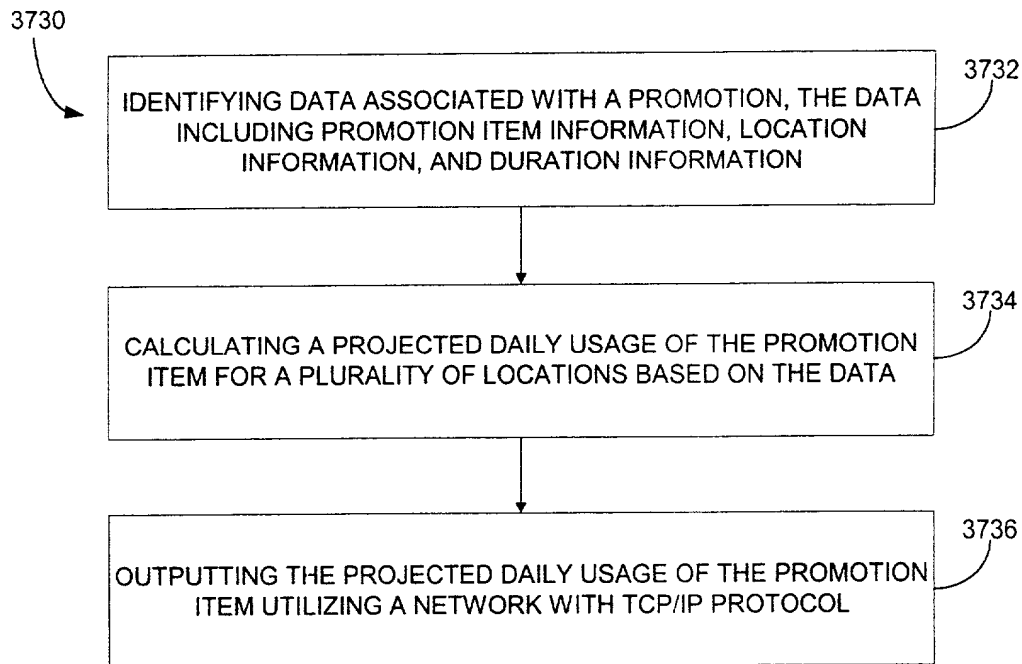 3730
3732
IDENTIFYING DATA ASSOCIATED WITH A PROMOTION, THE DATA
INCLUDING PROMOTION ITEM INFORMATION, LOCATION
INFORMATION, AND DURATION INFORMATION
3734
CALCULATING A PROJECTED DAILY USAGE OF THE PROMOTION
ITEM FOR A PLURALITY OF LOCATIONS BASED ON THE DATA
3736
OUTPUTTING THE PROJECTED DAILY USAGE OF THE PROMOTION
ITEM UTILIZING A NETWORK WITH TCP/IP PROTOCOL